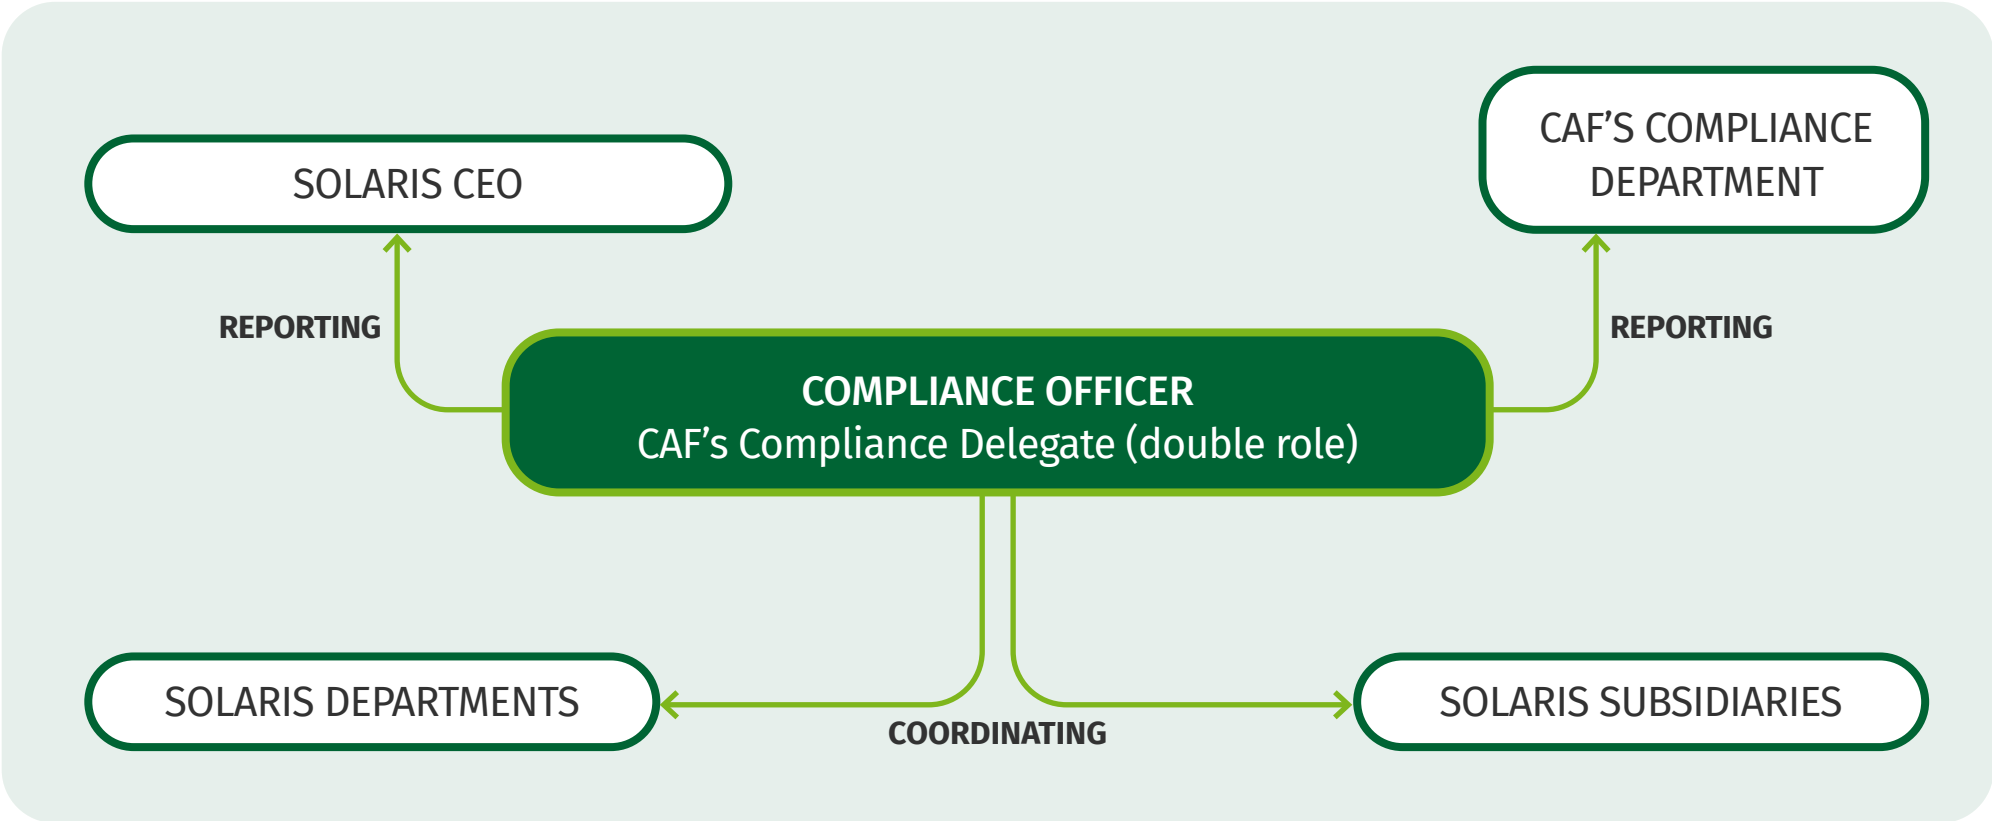 SOLARIS CEO
CAF’S COMPLIANCE
DEPARTMENT
REPORTING
REPORTING
COMPLIANCE OFFICER
CAF’s Compliance Delegate (double role)
SOLARIS DEPARTMENTS
SOLARIS SUBSIDIARIES
COORDINATING